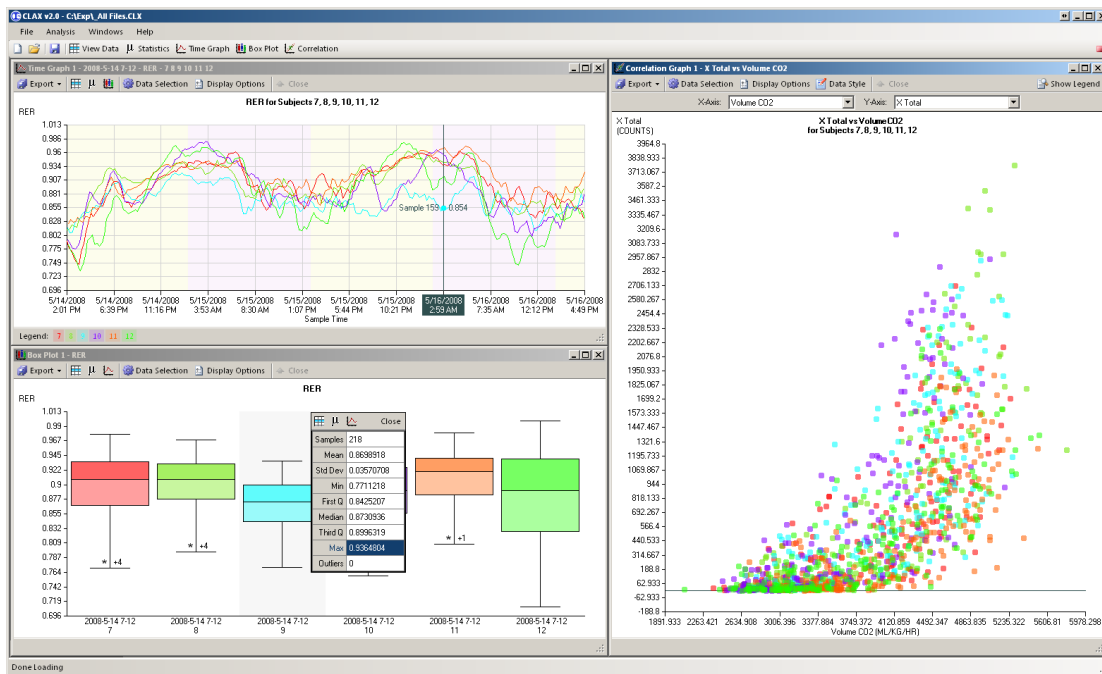 CLAX v2.0 - C:\Exp\_All Files.CLX
File Analysis Windows Help
View Data μ Statistics Time Graph Box Plot Correlation
Time Graph 1 - 2008-5-14 7-12 - RER - 7 8 9 10 11 12
Export μ Data Selection Display Options Close
RER for Subjects 7, 8, 9, 10, 11, 12
RER
1.013
0.986
0.96
0.934
0.907
0.881
0.855
0.828
0.802
0.775
0.749
0.723
0.696
Sample 159 0.854
5/14/2008 5/14/2008 5/14/2008 5/15/2008 5/15/2008 5/15/2008 5/15/2008 5/15/2008 5/16/2008 5/16/2008 5/16/2008 5/16/2008
2:01 PM 6:39 PM 11:16 PM 3:53 AM 8:30 AM 1:07 PM 5:44 PM 10:21 PM 2:59 AM 7:35 AM 12:12 PM 4:49 PM
Sample Time
Legend: 7 8 9 10 11 12
Box Plot 1 - RER
Export μ Data Selection Display Options Close
RER
RER
1.013
0.99
0.967
0.945
0.922
0.9
0.877
0.855
0.832
0.809
0.787
0.764
0.742
0.719
0.696
* +4
* +4
* +1
μ Close
Samples 218
Mean 0.8698918
Std Dev 0.03570708
Min 0.7711218
First Q 0.8425207
Median 0.8730936
Third Q 0.8996319
Max 0.9364804
Outliers 0
2008-5-14 7-12 2008-5-14 7-12 2008-5-14 7-12 2008-5-14 7-12 2008-5-14 7-12 2008-5-14 7-12
7 8 9 10 11 12
Correlation Graph 1 - X Total vs Volume CO2
Export Data Selection Display Options Data Style Close Show Legend
X-Axis: Volume CO2 Y-Axis: X Total
X Total vs Volume CO2
for Subjects 7, 8, 9, 10, 11, 12
X Total
(COUNTS)
3964.8
3838.933
3713.067
3587.2
3461.333
3335.467
3209.6
3083.733
2957.867
2832
2706.133
2580.267
2454.4
2328.533
2202.667
2076.8
1950.933
1825.067
1699.2
1573.333
1447.467
1321.6
1195.733
1069.867
944
818.133
692.267
566.4
440.533
314.667
188.8
62.933
-62.933
-188.8
1891.933 2263.421 2634.908 3006.396 3377.884 3749.372 4120.859 4492.347 4863.835 5235.322 5606.81 5978.298
Volume CO2 (ML/KG/HR)
Done Loading